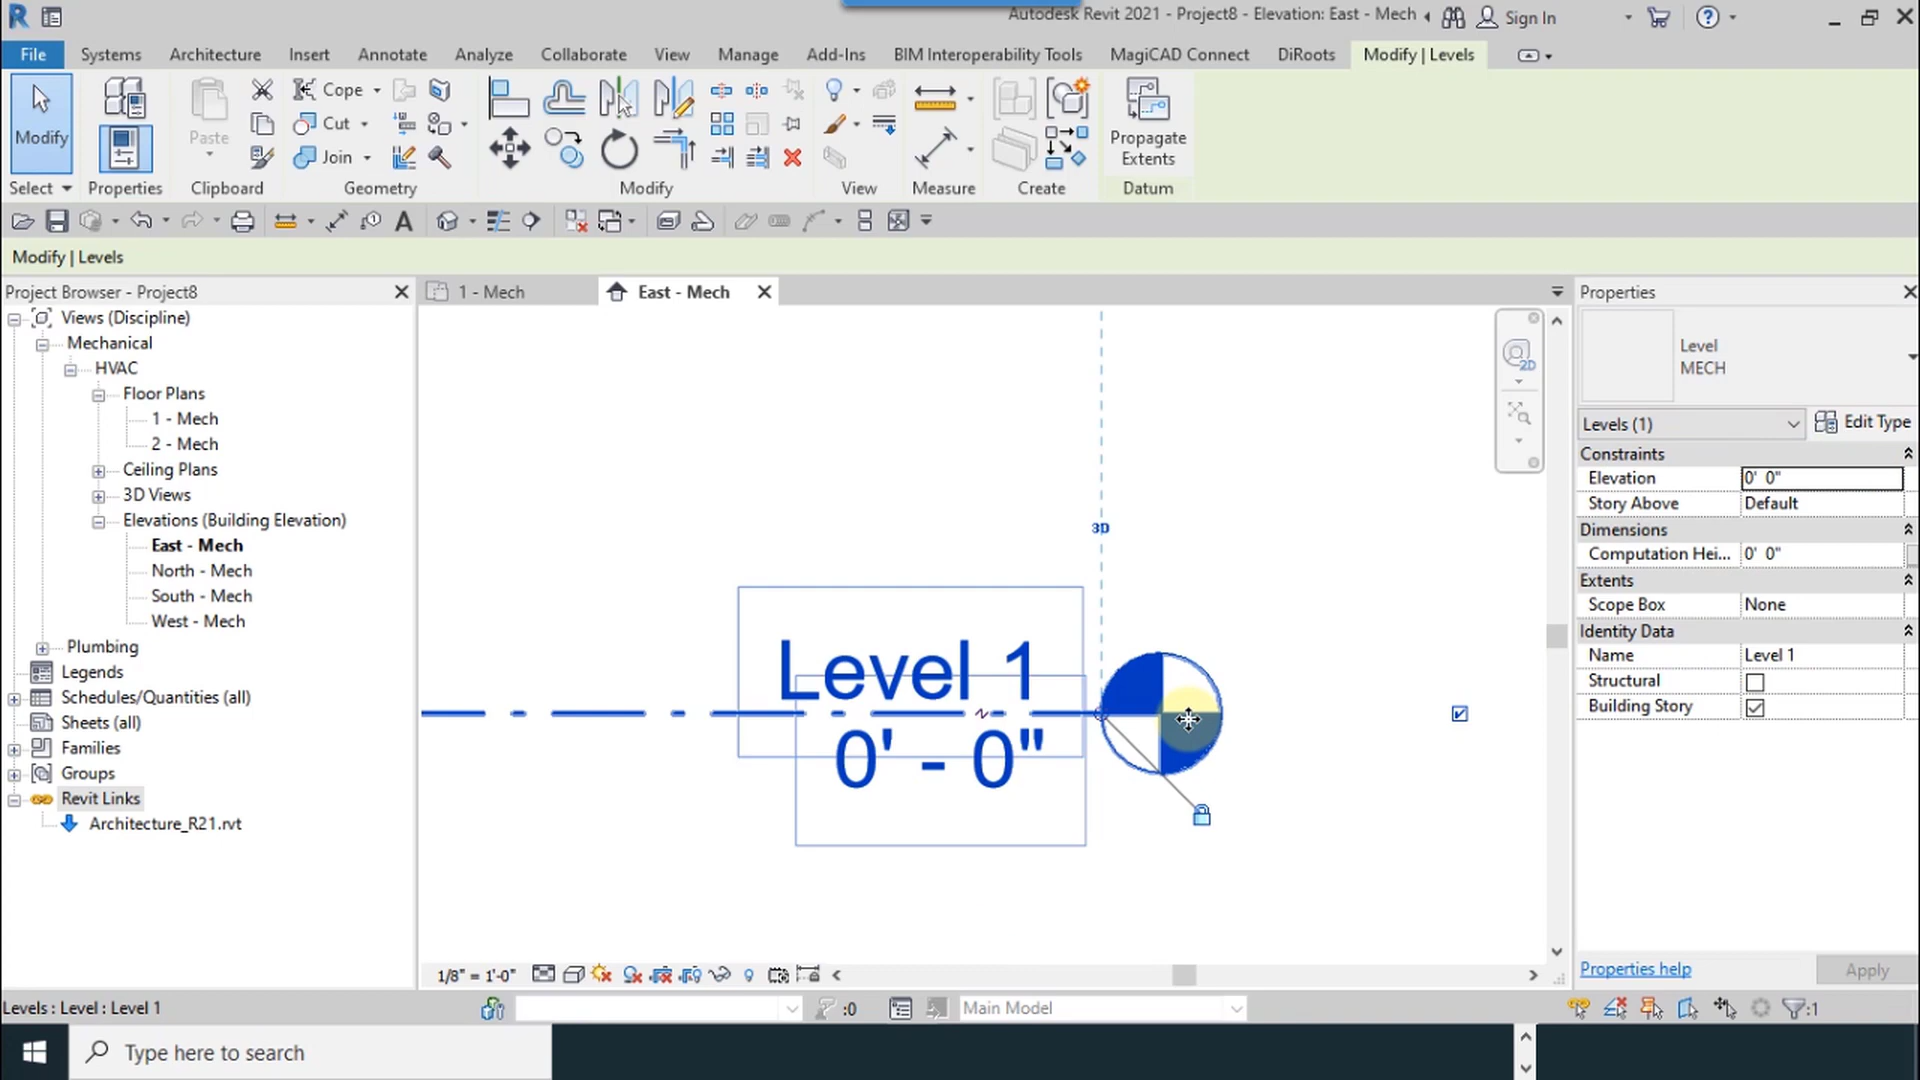 Autodesk Revit 2021 - Project8 - Elevation: East - Mech
Sign In
File Systems Architecture Insert Annotate Analyze Collaborate View Manage Add-Ins BIM Interoperability Tools MagiCAD Connect DiRoots Modify | Levels
Modify
Paste
Cope
Cut
Join
Propagate
Extents
Select Properties Clipboard Geometry Modify View Measure Create Datum
Modify | Levels
Project Browser - Project8
Views (Discipline)
Mechanical
HVAC
Floor Plans
1 - Mech
2 - Mech
Ceiling Plans
3D Views
Elevations (Building Elevation)
East - Mech
North - Mech
South - Mech
West - Mech
Plumbing
Legends
Schedules/Quantities (all)
Sheets (all)
Families
Groups
Revit Links
Architecture_R21.rvt
1 - Mech
East - Mech
2D
3D
Level 1
0' - 0"
Properties
Level
MECH
Levels (1)
Edit Type
Constraints
Elevation 0' 0"
Story Above Default
Dimensions
Computation Hei... 0' 0"
Extents
Scope Box None
Identity Data
Name Level 1
Structural
Building Story
Properties help
Apply
1/8" = 1'-0"
Levels : Level : Level 1
:0
Main Model
:1
Type here to search